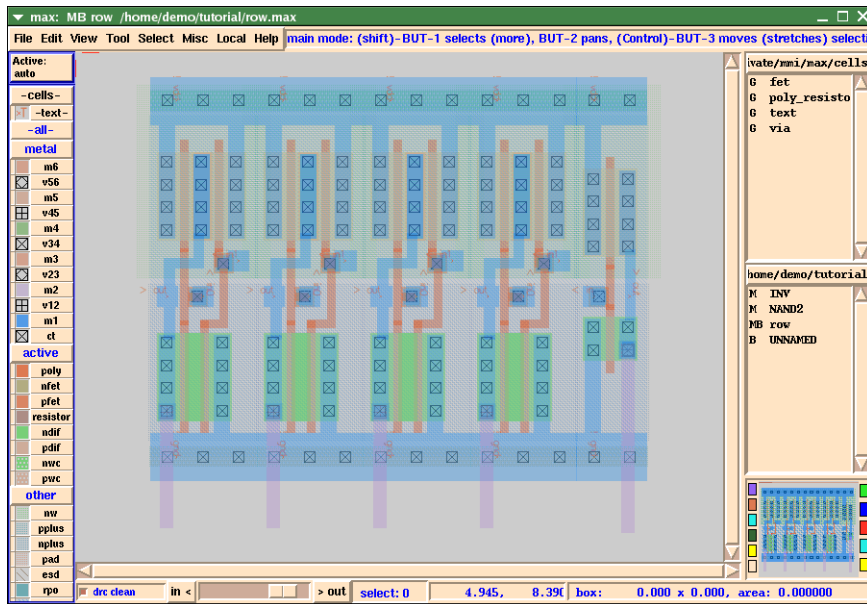 max: MB row /home/demo/tutorial/row.max
File Edit View Tool Select Misc Local Help
main mode: (shift)-BUT-1 selects (more), BUT-2 pans, (Control)-BUT-3 moves (stretches) selecti
Active:
auto
-cells-
-text-
-all-
metal
m6
v56
m5
v45
m4
v34
m3
v23
m2
v12
m1
ct
active
poly
nfet
pfet
resistor
ndif
pdif
nwc
pwc
other
nw
pplus
nplus
pad
esd
rpo
ivate/mmi/max/cells
G fet
G poly_resisto
G text
G via
home/demo/tutorial
M INV
M NAND2
MB row
B UNNAMED
drc clean
in <
> out
select: 0
4.945, 8.390
box: 0.000 x 0.000, area: 0.000000